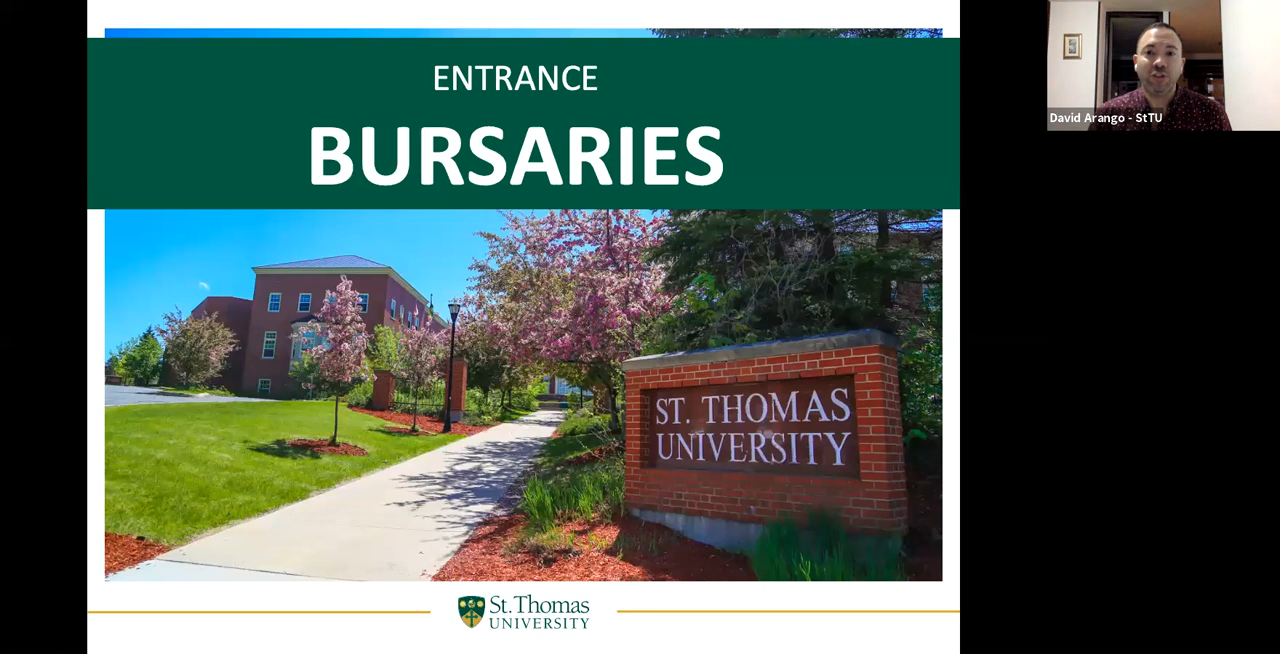 ENTRANCE
BURSARIES
David Arango - StTU
ST. THOMAS
UNIVERSITY
St.Thomas
UNIVERSITY